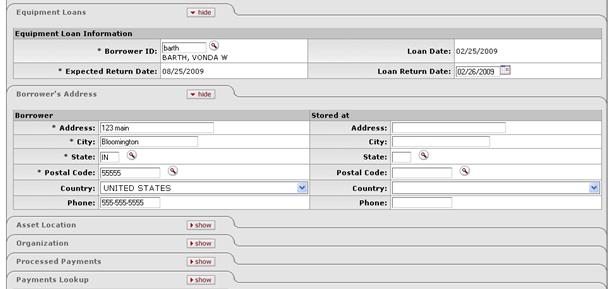 Equipment Loans hide
Equipment Loan Information
* Borrower ID: barth Loan Date: 02/25/2009
BARTH, VONDA W
* Expected Return Date: 08/25/2009 Loan Return Date: 02/26/2009
Borrower's Address hide
Borrower Stored at
* Address: 123 main Address:
* City: Bloomington City:
* State: IN State:
* Postal Code: 55555 Postal Code:
Country: UNITED STATES Country:
Phone: 555-555-5555 Phone:
Asset Location show
Organization show
Processed Payments show
Payments Lookup show